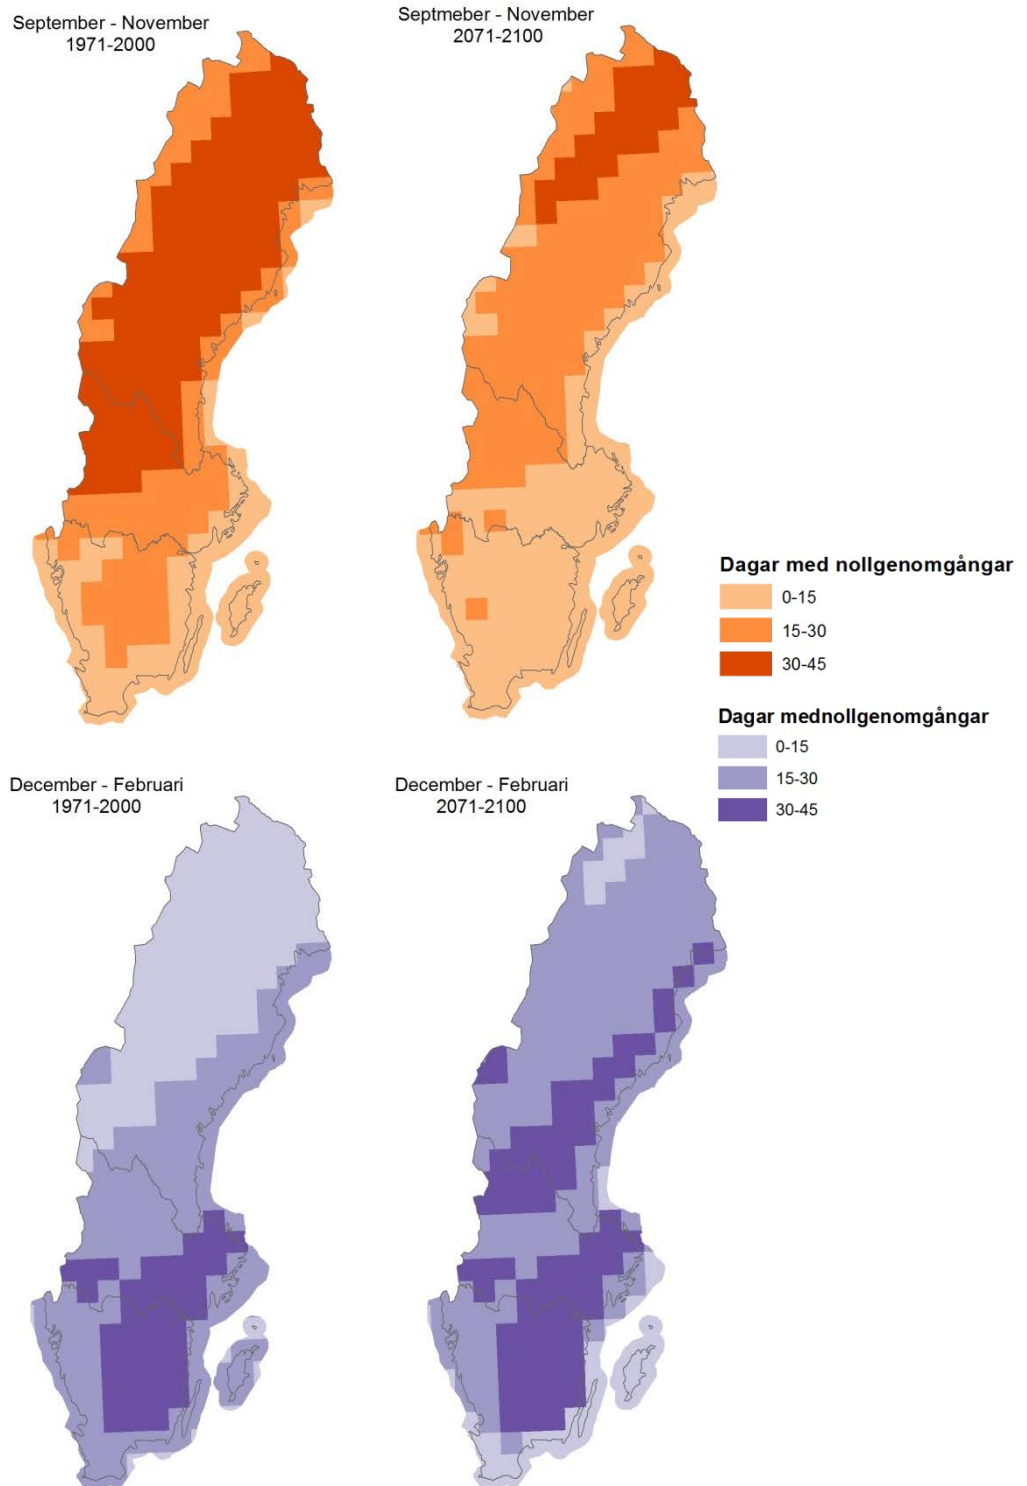 September - November
1971-2000
Septmeber - November
2071-2100
Dagar med nollgenomgångar
0-15
15-30
30-45
Dagar mednollgenomgångar
0-15
15-30
30-45
December - Februari
1971-2000
December - Februari
2071-2100